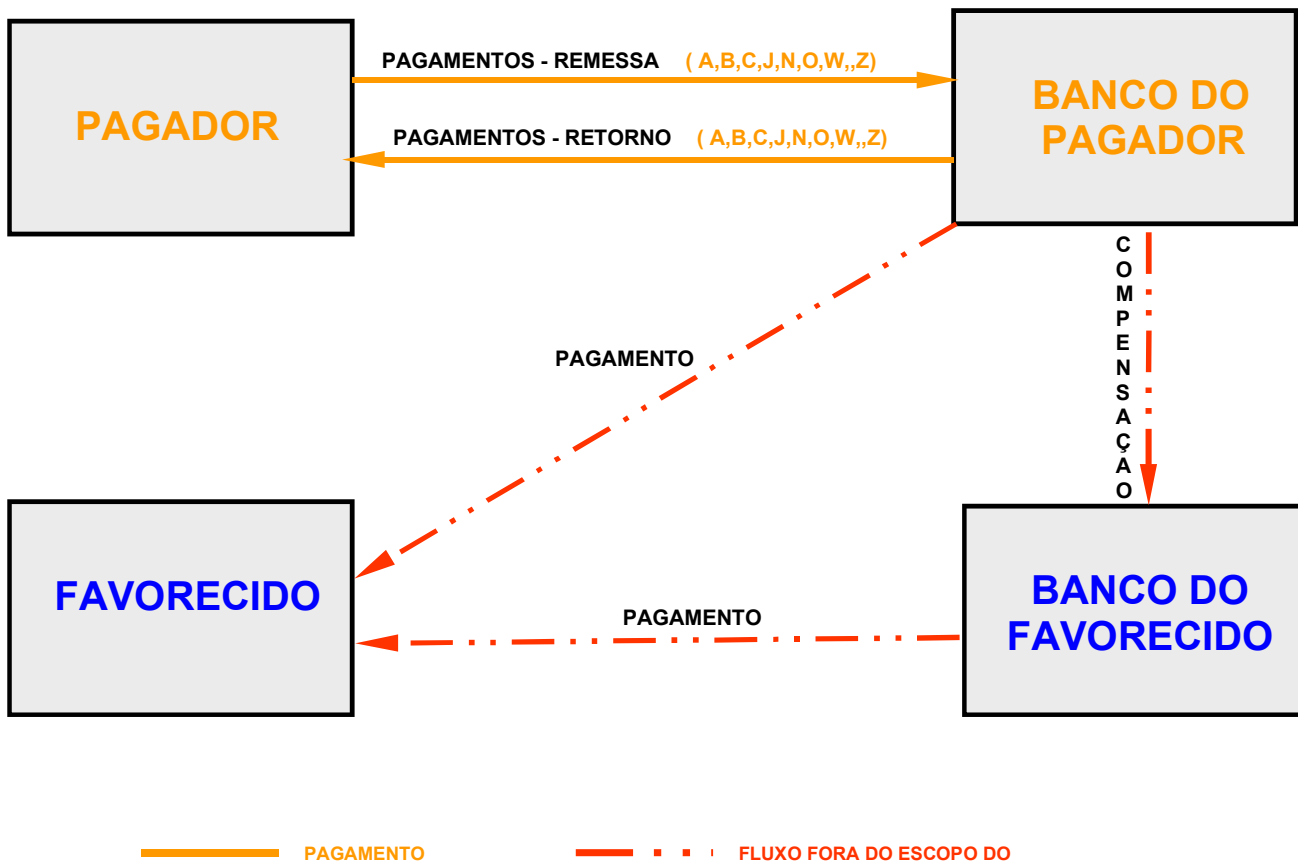 PAGAMENTOS - REMESSA ( A,B,C,J,N,O,W,,Z)
PAGADOR
BANCO DO
PAGADOR
PAGAMENTOS - RETORNO ( A,B,C,J,N,O,W,,Z)
COMPENSAÇAO
PAGAMENTO
FAVORECIDO
PAGAMENTO
BANCO DO
FAVORECIDO
PAGAMENTO
FLUXO FORA DO ESCOPO DO